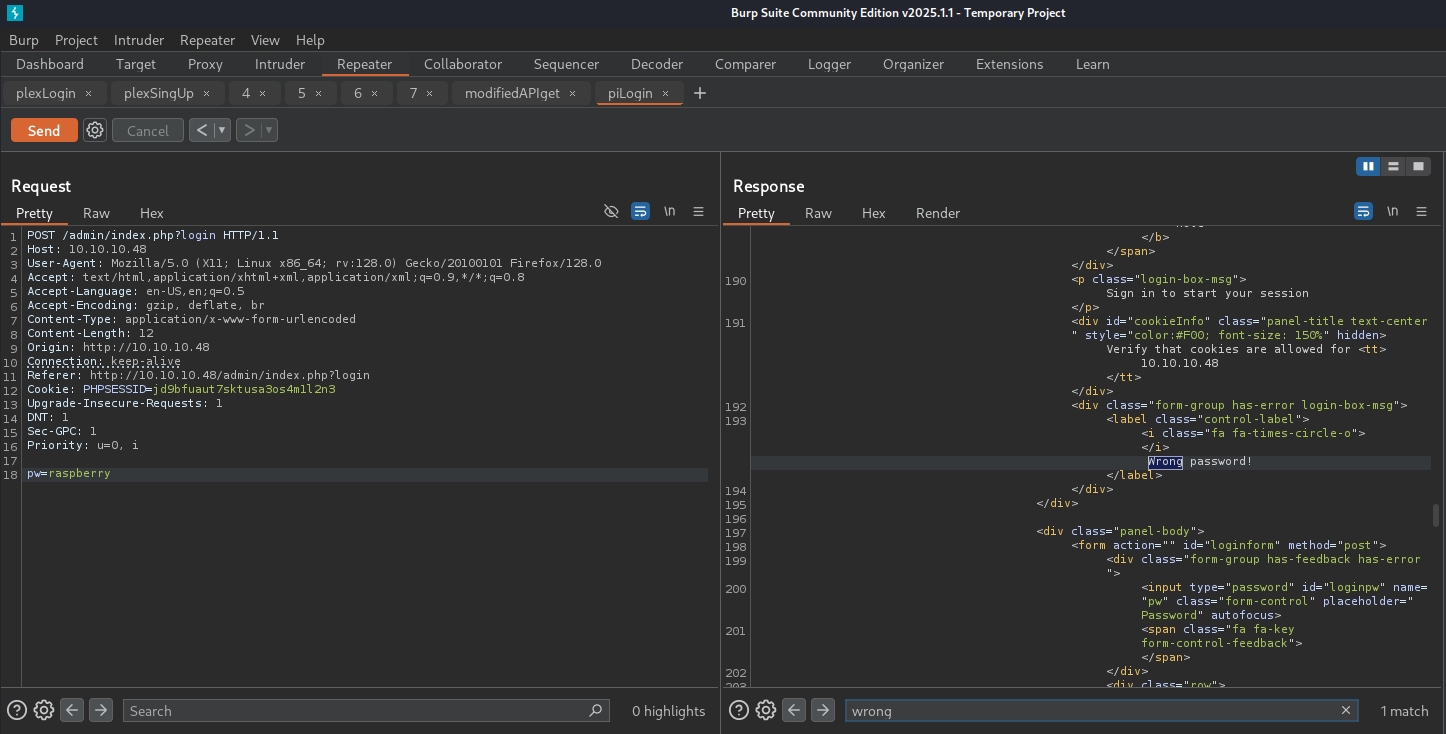 Burp Suite Community Edition v2025.1.1 - Temporary Project
Burp Project Intruder Repeater View Help
Dashboard Target Proxy Intruder Repeater Collaborator Sequencer Decoder Comparer Logger Organizer Extensions Learn
plexLogin × plexSingUp × 4 × 5 × 6 × 7 × modifiedAPIget × piLogin × +
Send Cancel < >
Request
Pretty Raw Hex \n
1 POST /admin/index.php?login HTTP/1.1
2 Host: 10.10.10.48
3 User-Agent: Mozilla/5.0 (X11; Linux x86_64; rv:128.0) Gecko/20100101 Firefox/128.0
4 Accept: text/html,application/xhtml+xml,application/xml;q=0.9,*/*;q=0.8
5 Accept-Language: en-US,en;q=0.5
6 Accept-Encoding: gzip, deflate, br
7 Content-Type: application/x-www-form-urlencoded
8 Content-Length: 12
9 Origin: http://10.10.10.48
10 Connection: keep-alive
11 Referer: http://10.10.10.48/admin/index.php?login
12 Cookie: PHPSESSID=jd9bfuaut7sktusa3os4m1l2n3
13 Upgrade-Insecure-Requests: 1
14 DNT: 1
15 Sec-GPC: 1
16 Priority: u=0, i
17
18 pw=raspberry
Search 0 highlights
Response
Pretty Raw Hex Render \n
</b>
</span>
</div>
190 <p class="login-box-msg">
Sign in to start your session
</p>
191 <div id="cookieInfo" class="panel-title text-center
" style="color:#F00; font-size: 150%" hidden>
Verify that cookies are allowed for <tt>
10.10.10.48
</tt>
</div>
192 <div class="form-group has-error login-box-msg">
193 <label class="control-label">
<i class="fa fa-times-circle-o">
</i>
Wrong password!
</label>
194 </div>
195 </div>
196
197 <div class="panel-body">
198 <form action="" id="loginform" method="post">
199 <div class="form-group has-feedback has-error
">
200 <input type="password" id="loginpw" name=
"pw" class="form-control" placeholder="
Password" autofocus>
201 <span class="fa fa-key
form-control-feedback">
</span>
202 </div>
203 <div class="row">
wrong × 1 match